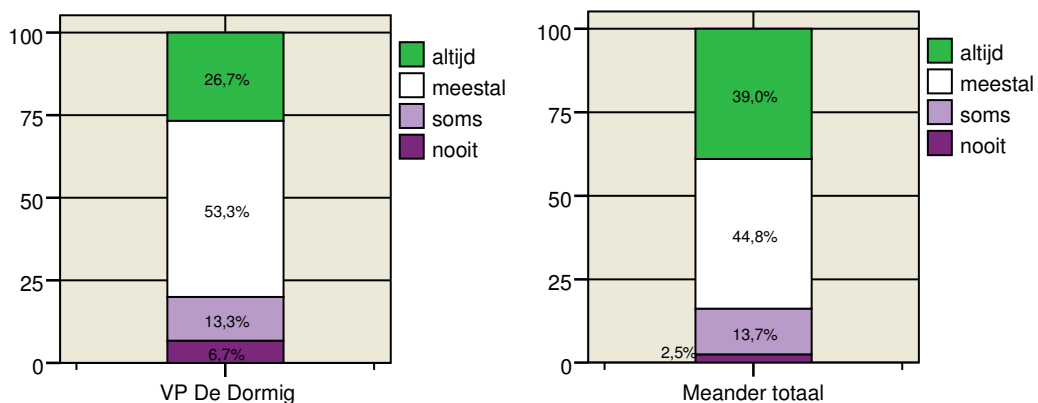 100
75
50
25
0
26,7%
53,3%
13,3%
6,7%
VP De Dormig
altijd
meestal
soms
nooit
100
75
50
25
0
39,0%
44,8%
13,7%
2,5%
Meander totaal
altijd
meestal
soms
nooit